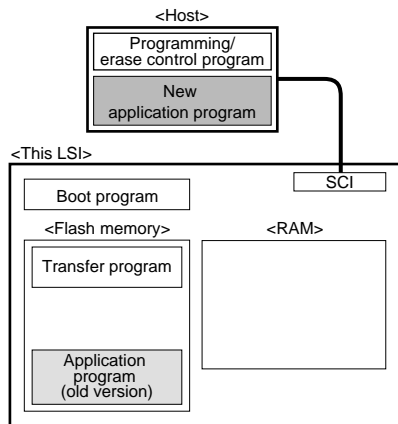 <Host>
Programming/
erase control program
New
application program
<This LSI>
SCI
Boot program
<Flash memory>
<RAM>
Transfer program
Application
program
(old version)